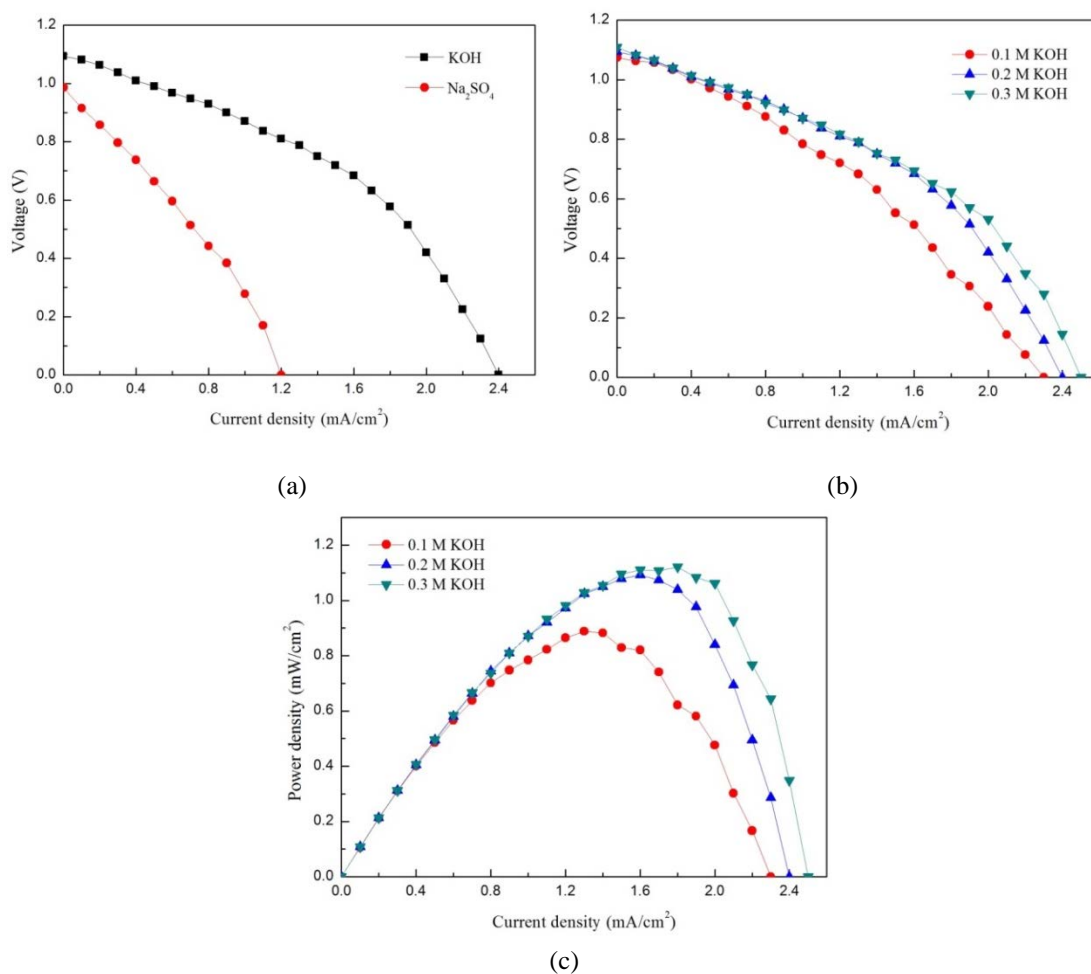 1.2
1.0
0.8
0.6
0.4
0.2
0.0
Voltage (V)
KOH
Na₂SO₄
0.0 0.4 0.8 1.2 1.6 2.0 2.4
Current density (mA/cm²)
(a)
1.2
1.0
0.8
0.6
0.4
0.2
0.0
Voltage (V)
0.1 M KOH
0.2 M KOH
0.3 M KOH
0.0 0.4 0.8 1.2 1.6 2.0 2.4
Current density (mA/cm²)
(b)
1.2
1.0
0.8
0.6
0.4
0.2
0.0
Power density (mW/cm²)
0.1 M KOH
0.2 M KOH
0.3 M KOH
0.0 0.4 0.8 1.2 1.6 2.0 2.4
Current density (mA/cm²)
(c)